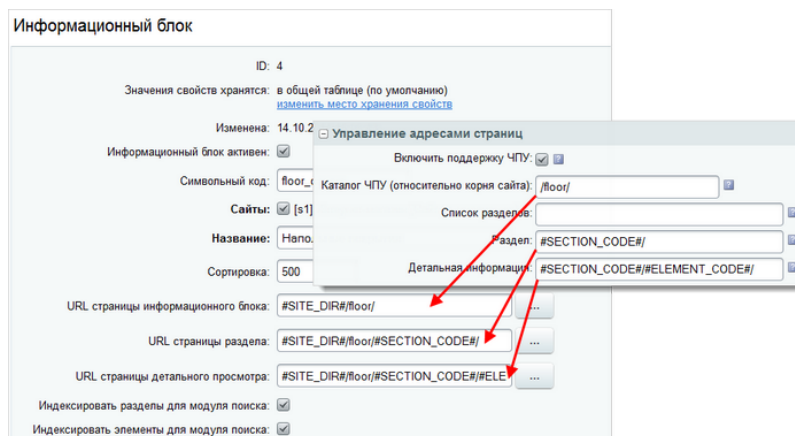 Информационный блок
ID: 4
Значения свойств хранятся: в общей таблице (по умолчанию)
изменить место хранения свойств
Изменена: 14.10.2
Управление адресами страниц
Информационный блок активен:
Включить поддержку ЧПУ:
Символьный код: floor_
Каталог ЧПУ (относительно корня сайта): /floor/
Сайты: [s1]
Список разделов:
Название: Напо
Раздел: #SECTION_CODE#/
Сортировка: 500
Детальная информация: #SECTION_CODE#/#ELEMENT_CODE#/
URL страницы информационного блока: #SITE_DIR#/floor/ ...
URL страницы раздела: #SITE_DIR#/floor/#SECTION_CODE#/ ...
URL страницы детального просмотра: #SITE_DIR#/floor/#SECTION_CODE#/#ELE ...
Индексировать разделы для модуля поиска:
Индексировать элементы для модуля поиска: